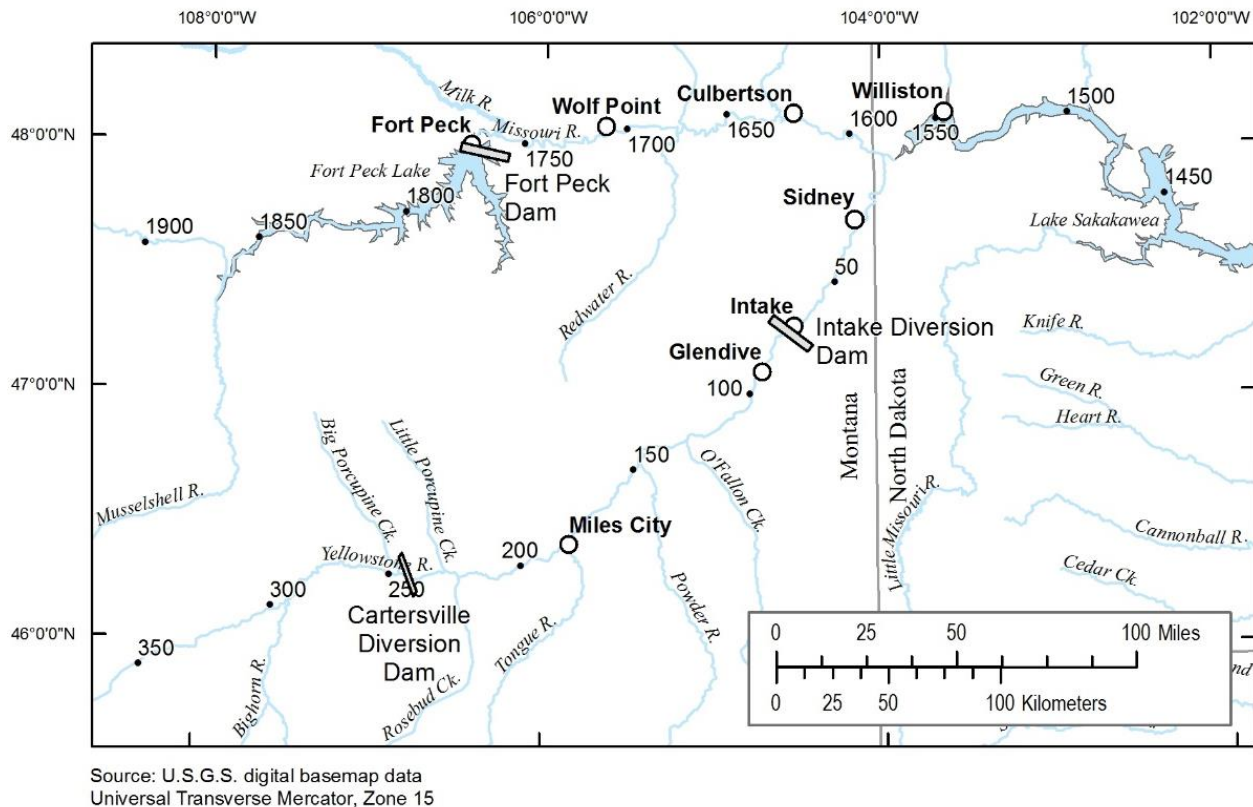 108°0'0"W
106°0'0"W
104°0'0"W
102°0'0"W
48°0'0"N
47°0'0"N
46°0'0"N
Milk R.
Fort Peck
Missouri R.
Wolf Point
Culbertson
Williston
1500
1550
1600
1650
1700
1750
Fort Peck Lake
Fort Peck
Dam
1800
1850
1900
1450
Lake Sakakawea
Sidney
50
Redwater R.
Intake
Intake Diversion
Dam
Glendive
100
Knife R.
Green R.
Heart R.
Montana
North Dakota
Big Porcupine Ck.
Little Porcupine Ck.
150
O'Fallon Ck.
Musselshell R.
Miles City
Little Missouri R.
Cannonball R.
Cedar Ck.
Yellowstone R.
200
250
300
350
Cartersville
Diversion
Dam
Bighorn R.
Rosebud Ck.
Tongue R.
Powder R.
0 25 50 100 Miles
0 25 50 100 Kilometers
nd
Source: U.S.G.S. digital basemap data
Universal Transverse Mercator, Zone 15